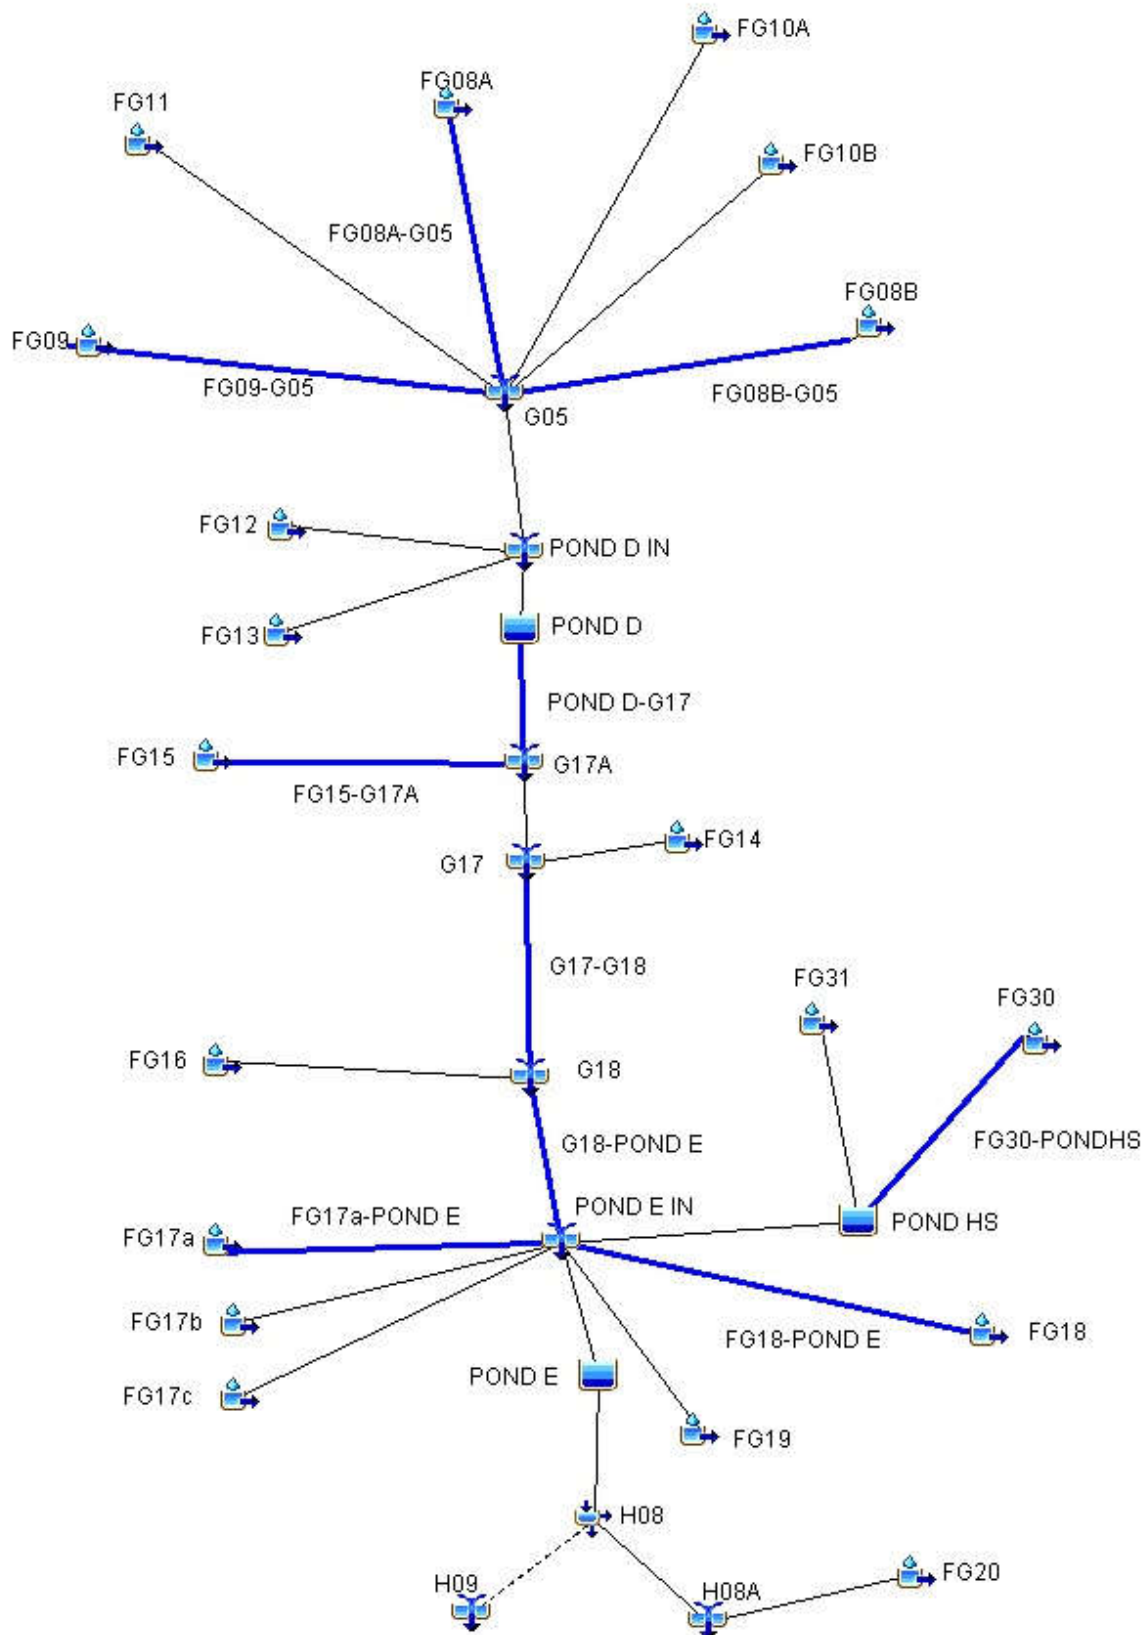 FG10A
FG08A
FG11
FG10B
FG08A-G05
FG08B
FG09
FG09-G05
FG08B-G05
G05
FG12
POND D IN
FG13
POND D
POND D-G17
FG15
G17A
FG15-G17A
FG14
G17
G17-G18
FG31
FG30
FG16
G18
G18-POND E
FG30-PONDHS
POND E IN
FG17a-POND E
POND HS
FG17a
FG17b
FG18
FG18-POND E
POND E
FG17c
FG19
H08
FG20
H09
H08A